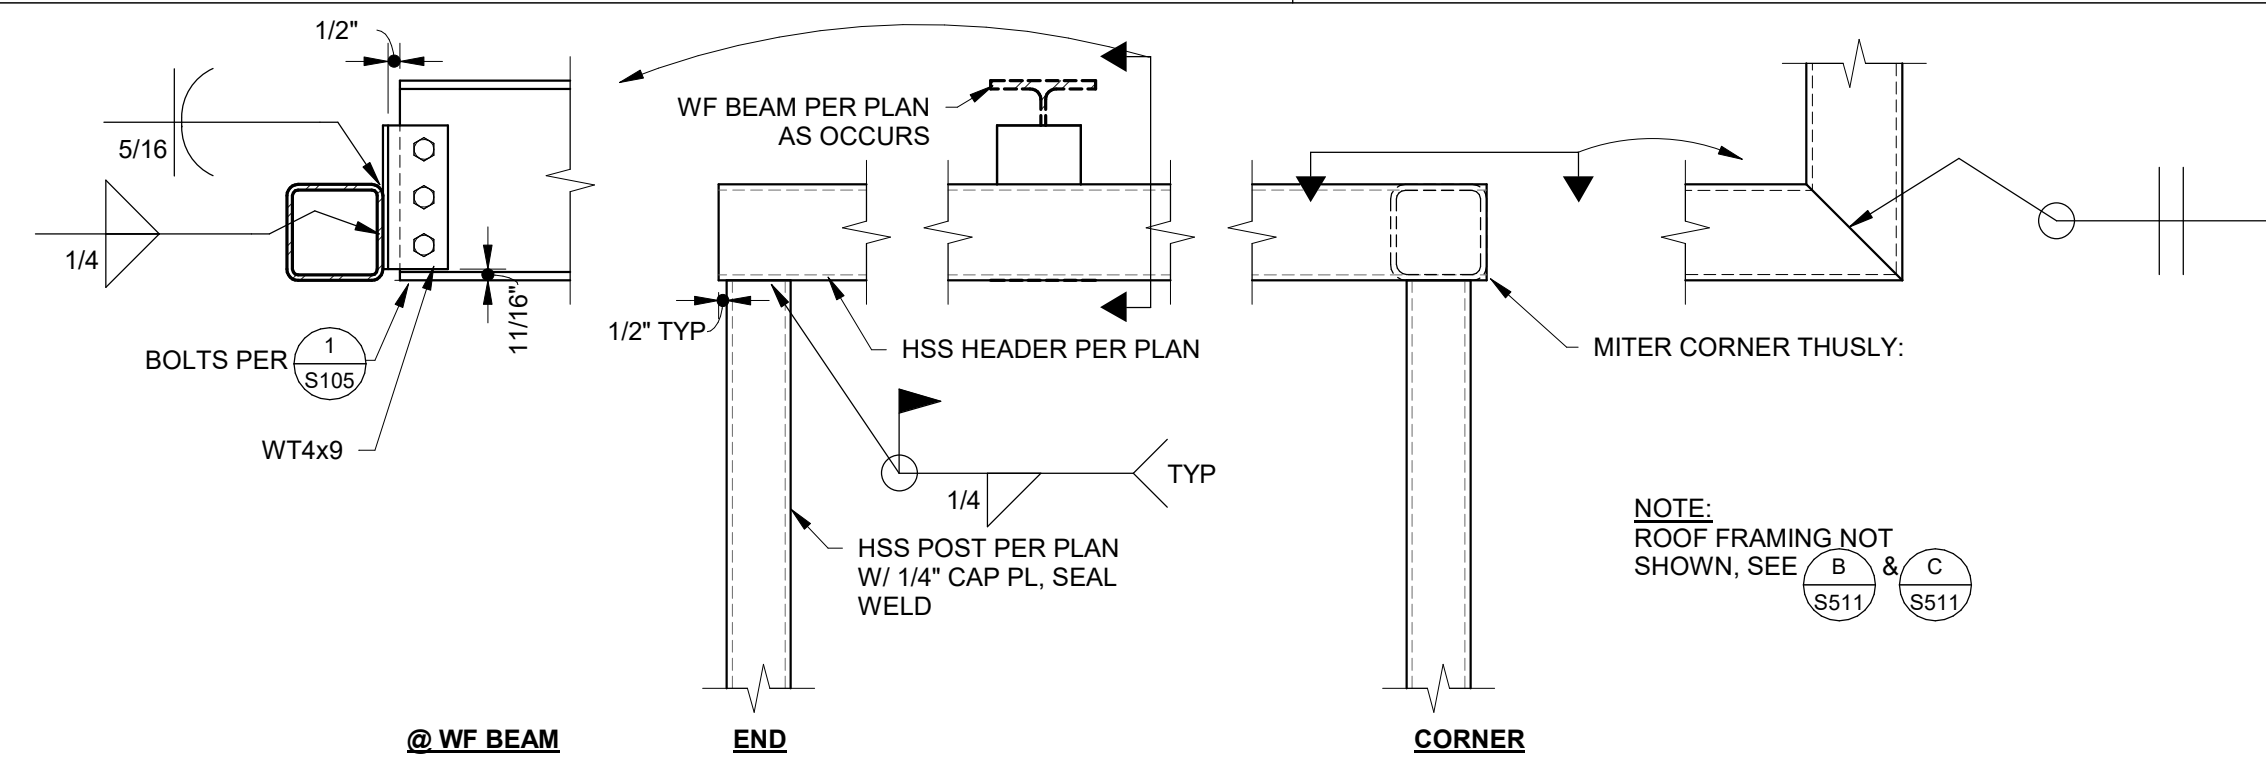 1/2"
5/16
1/4
11/16"
BOLTS PER
1
S105
WT4x9
WF BEAM PER PLAN
AS OCCURS
1/2" TYP
HSS HEADER PER PLAN
1/4
TYP
HSS POST PER PLAN
W/ 1/4" CAP PL, SEAL
WELD
MITER CORNER THUSLY:
NOTE:
ROOF FRAMING NOT
SHOWN, SEE B S511 & C S511
@ WF BEAM
END
CORNER